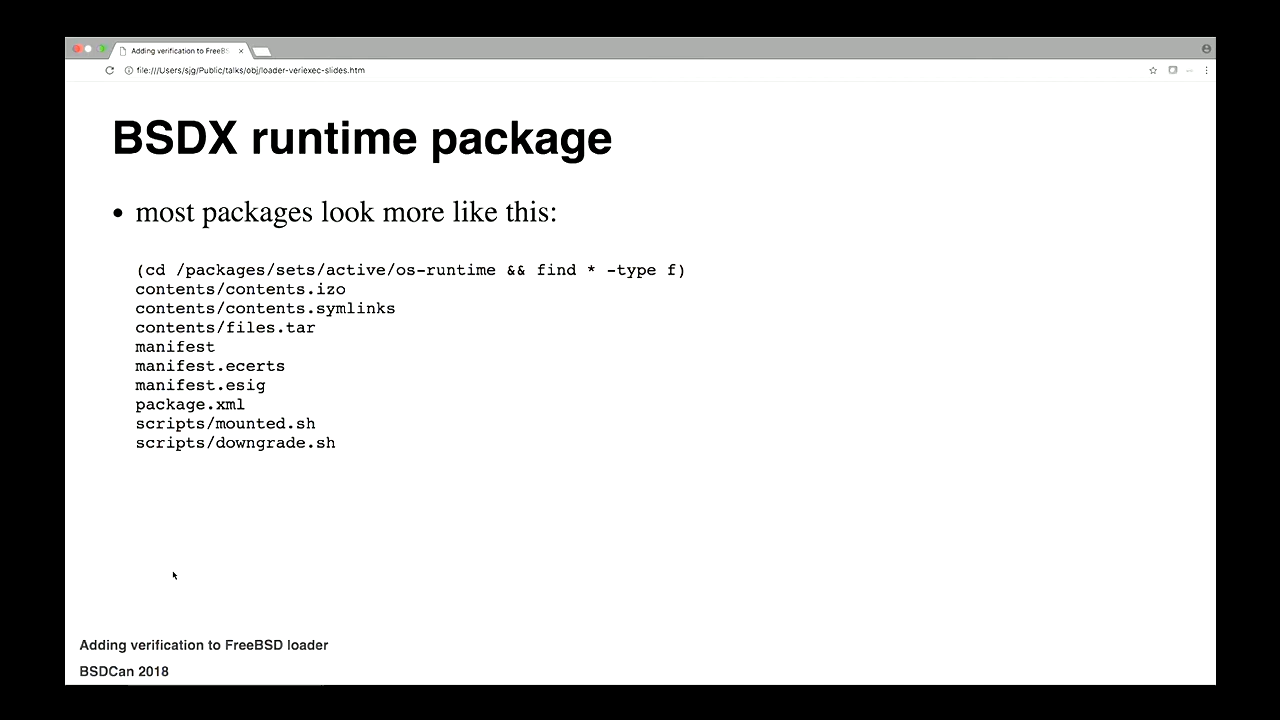 Adding verification to FreeBS
file:///Users/sjg/Public/talks/obj/loader-veriexec-slides.htm
BSDX runtime package
• most packages look more like this:
(cd /packages/sets/active/os-runtime && find * -type f)
contents/contents.izo
contents/contents.symlinks
contents/files.tar
manifest
manifest.ecerts
manifest.esig
package.xml
scripts/mounted.sh
scripts/downgrade.sh
Adding verification to FreeBSD loader
BSDCan 2018